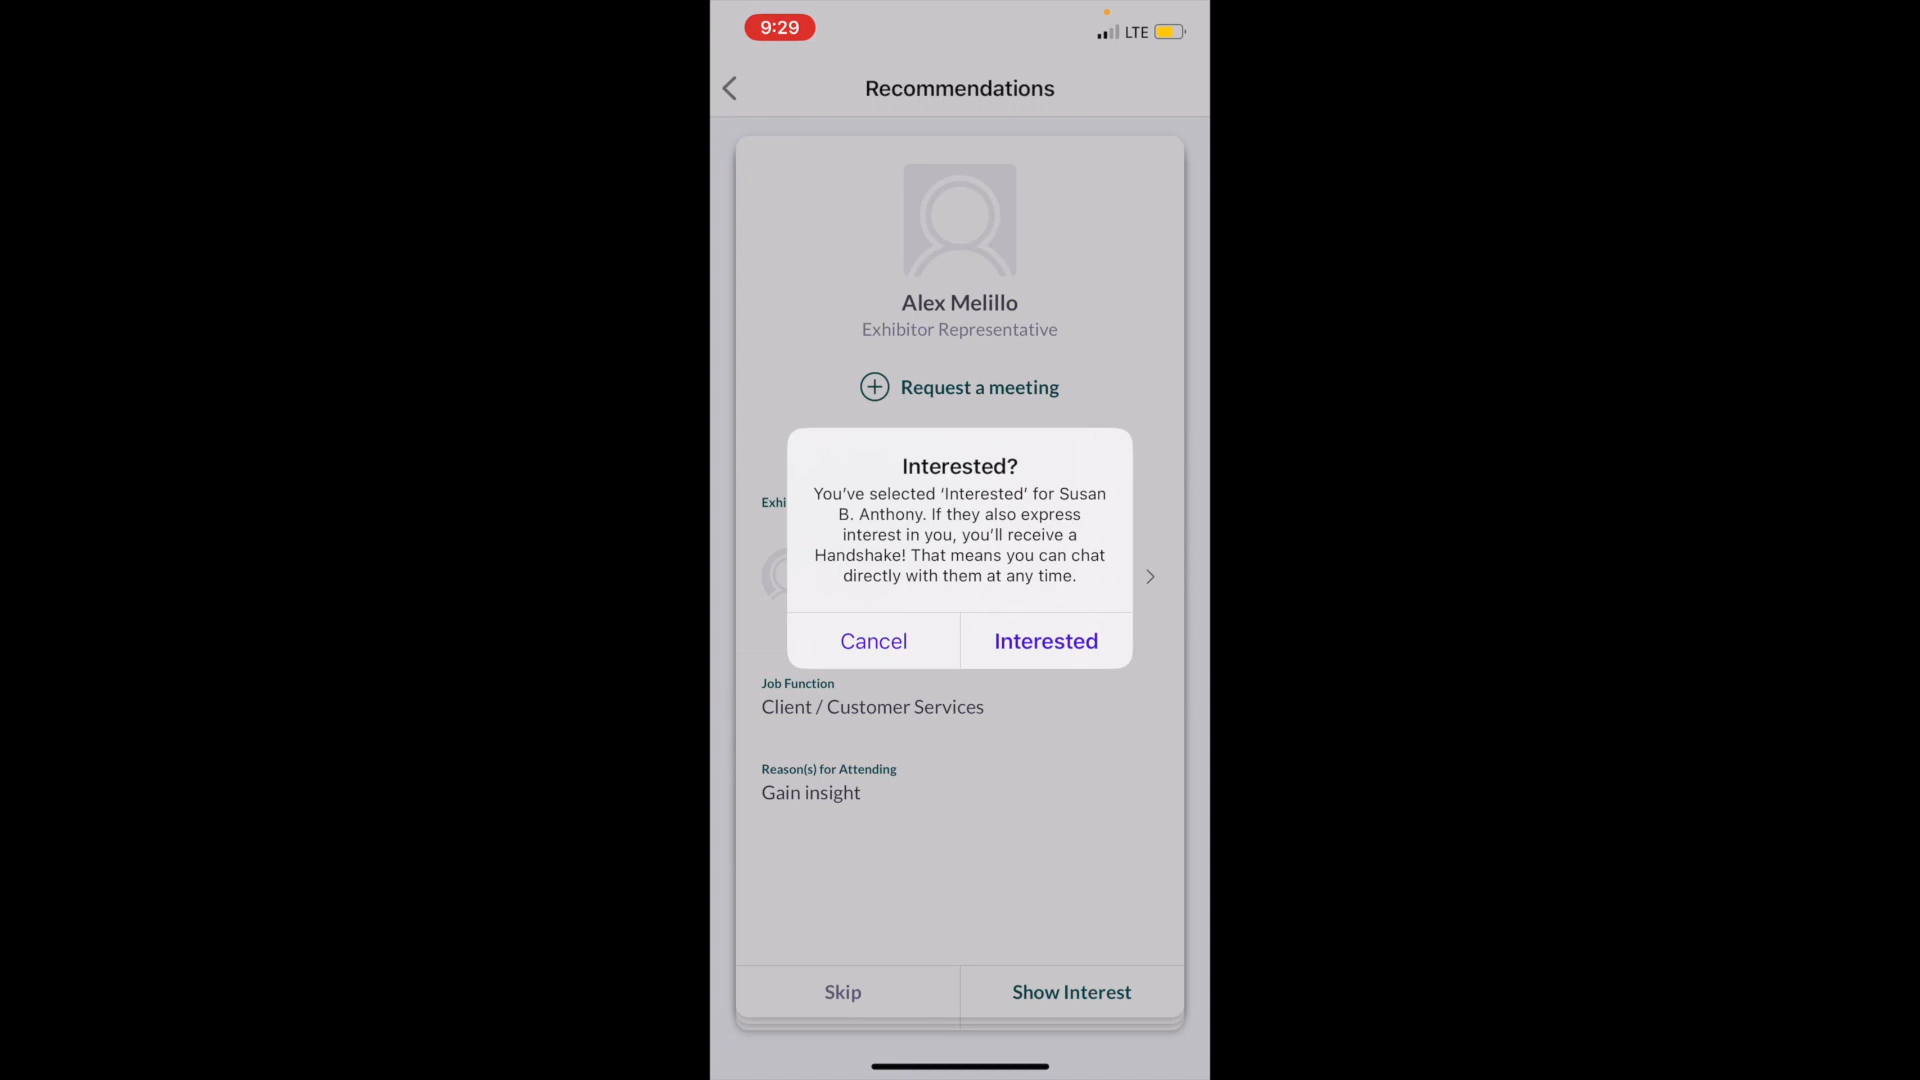 9:29
LTE
Recommendations
Alex Melillo
Exhibitor Representative
Request a meeting
Interested?
You’ve selected ‘Interested’ for Susan
B. Anthony. If they also express
interest in you, you’ll receive a
Handshake! That means you can chat
directly with them at any time.
Exhi
Cancel
Interested
Job Function
Client / Customer Services
Reason(s) for Attending
Gain insight
Skip
Show Interest